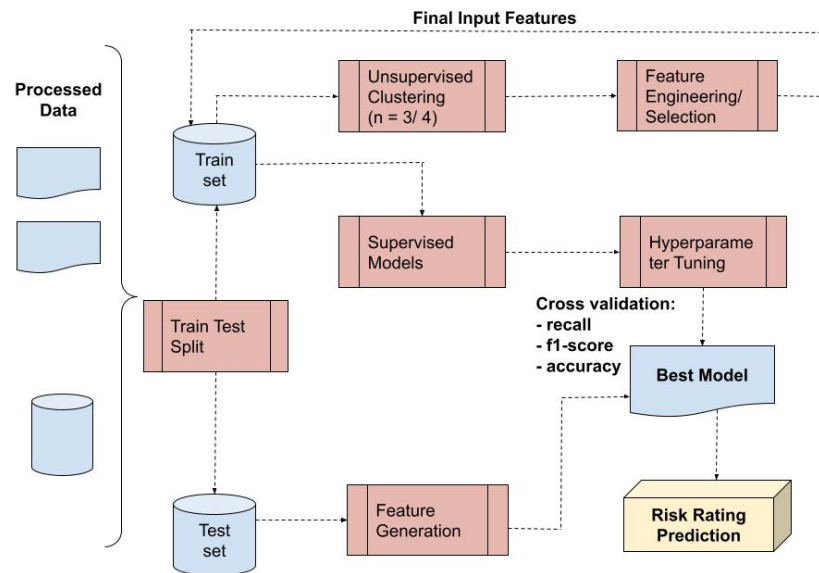 Final Input Features
Processed
Data
Unsupervised
Clustering
(n = 3/ 4)
Feature
Engineering/
Selection
Train
set
Supervised
Models
Hyperparame
ter Tuning
Train Test
Split
Cross validation:
- recall
- f1-score
- accuracy
Best Model
Test
set
Feature
Generation
Risk Rating
Prediction